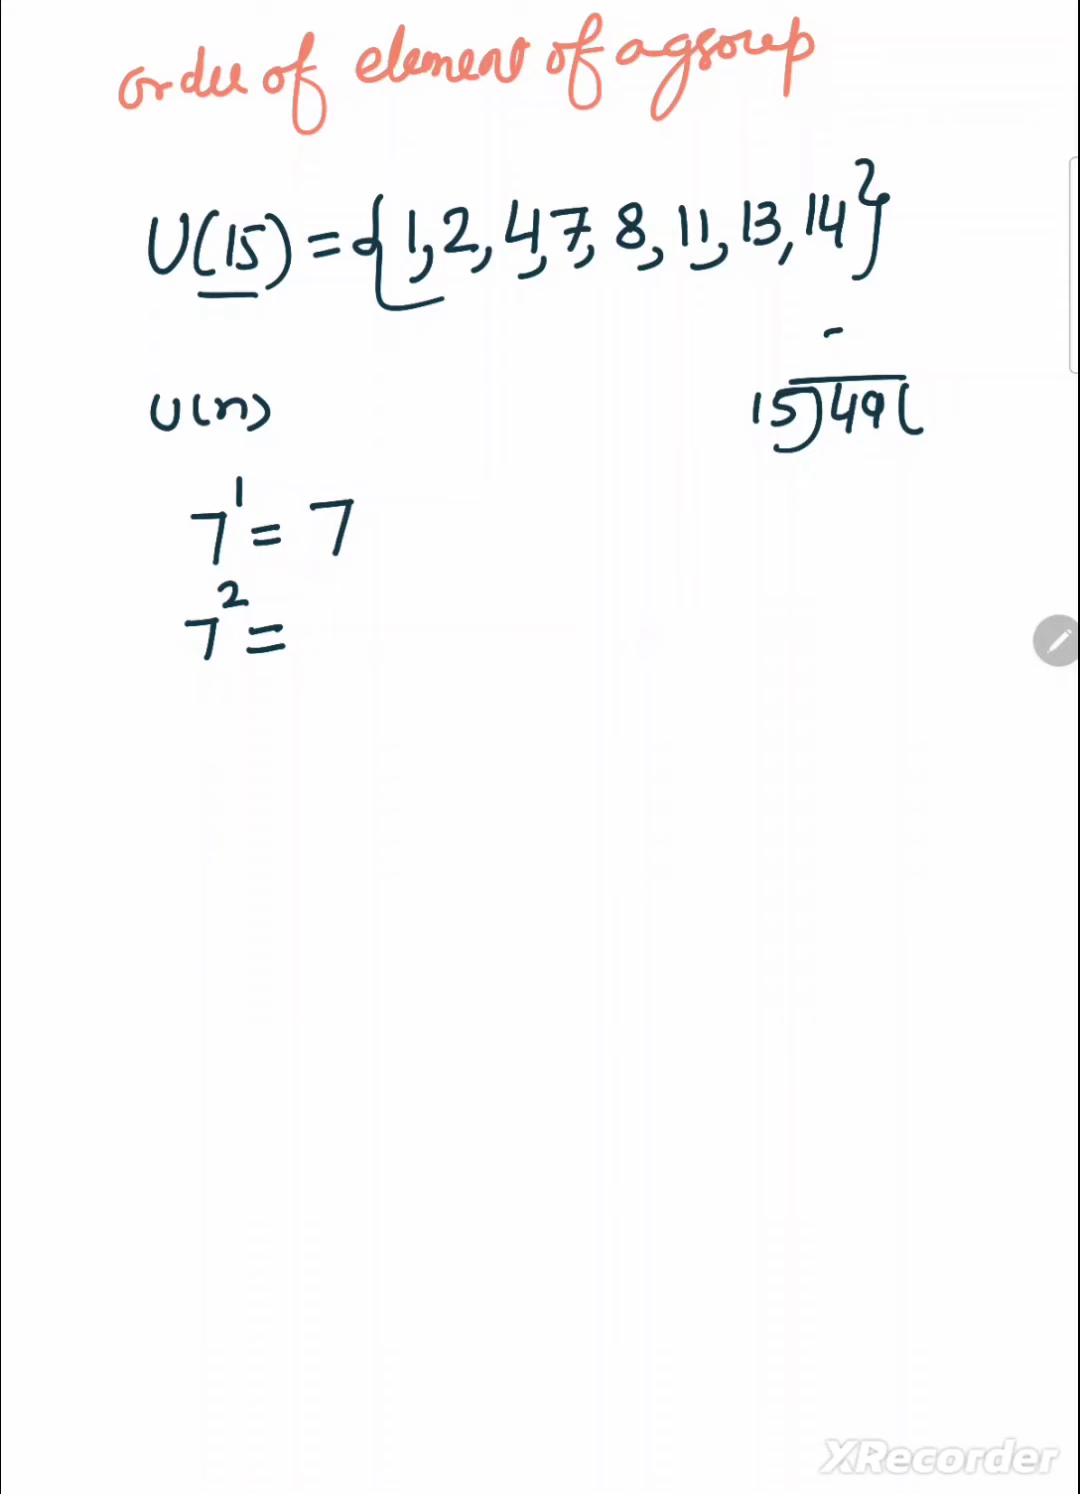 order of element of a group
U(15) = {1, 2, 4, 7, 8, 11, 13, 14}
15)49(
U(n)
7¹ = 7
7² =
XRecorder